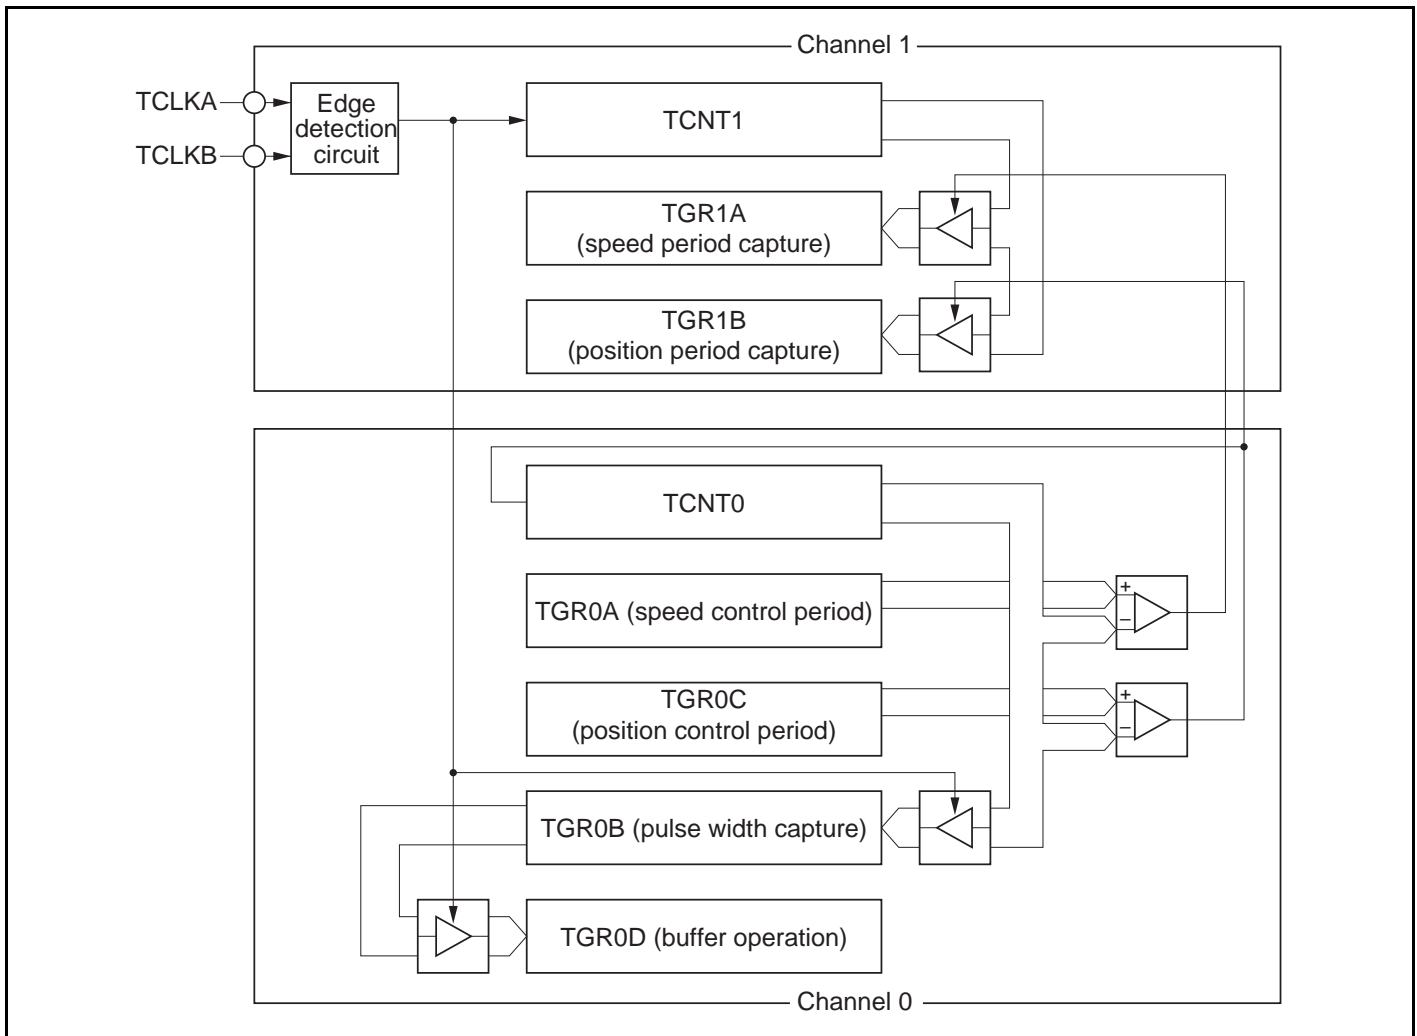 Channel 1
TCLKA
TCLKB
Edge
detection
circuit
TCNT1
TGR1A
(speed period capture)
TGR1B
(position period capture)
TCNT0
TGR0A (speed control period)
+
−
TGR0C
(position control period)
+
−
TGR0B (pulse width capture)
TGR0D (buffer operation)
Channel 0